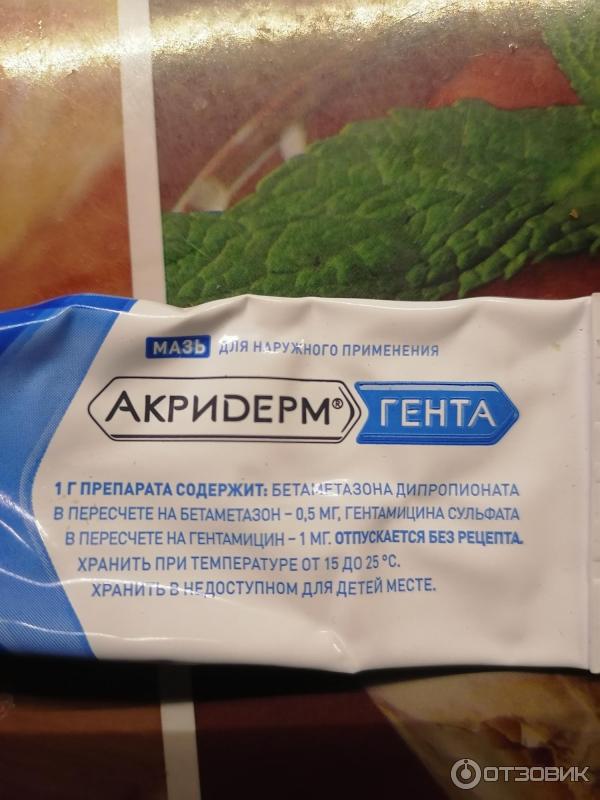 МАЗЬ ДЛЯ НАРУЖНОГО ПРИМЕНЕНИЯ
АКРИДЕРМ® ГЕНТА
1 Г ПРЕПАРАТА СОДЕРЖИТ: БЕТАМЕТАЗОНА ДИПРОПИОНАТА
В ПЕРЕСЧЕТЕ НА БЕТАМЕТАЗОН – 0,5 МГ, ГЕНТАМИЦИНА СУЛЬФАТА
В ПЕРЕСЧЕТЕ НА ГЕНТАМИЦИН – 1 МГ. ОТПУСКАЕТСЯ БЕЗ РЕЦЕПТА.
ХРАНИТЬ ПРИ ТЕМПЕРАТУРЕ ОТ 15 ДО 25 °С.
ХРАНИТЬ В НЕДОСТУПНОМ ДЛЯ ДЕТЕЙ МЕСТЕ.
ОТЗОВИК